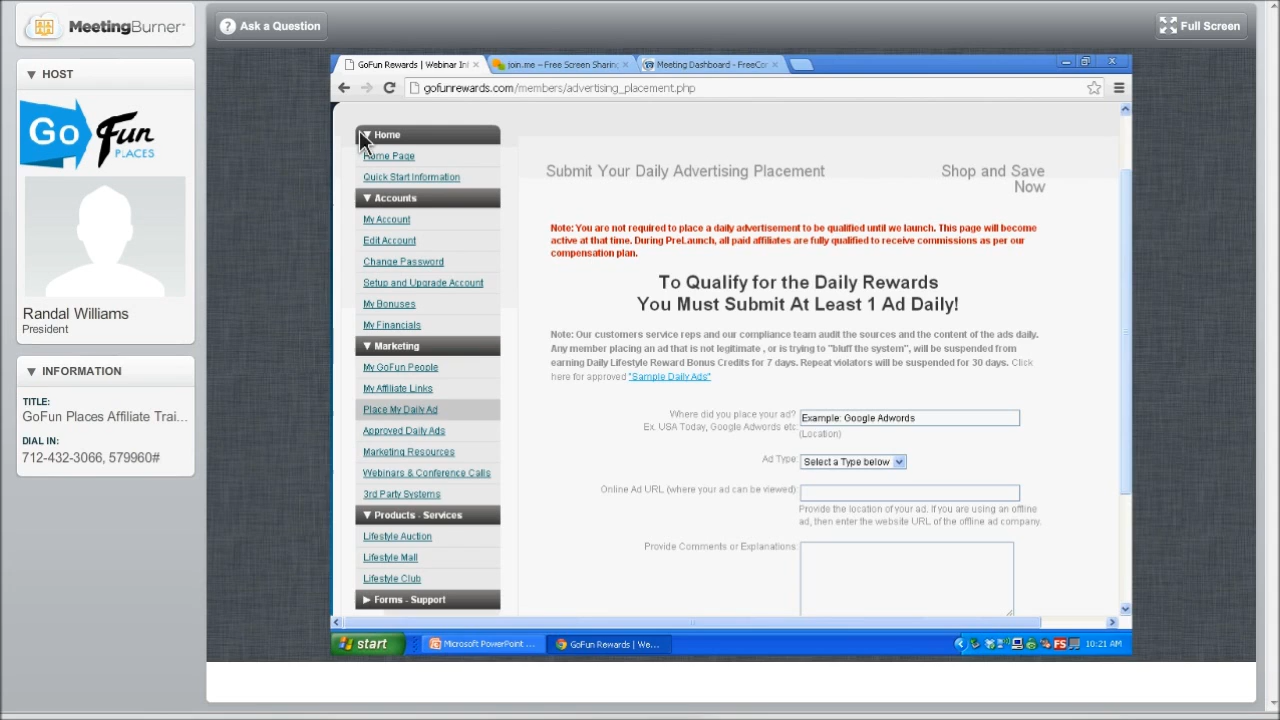 MeetingBurner
HOST
Go Fun
PLACES
Randal Williams
President
INFORMATION
TITLE:
GoFun Places Affiliate Trai...
DIAL IN:
712-432-3066, 579960#
? Ask a Question
Full Screen
GoFun Rewards | Webinar In
join.me – Free Screen Sharing
Meeting Dashboard - FreeCon
gofunrewards.com/members/advertising_placement.php
Home
Home Page
Quick Start Information
Accounts
My Account
Edit Account
Change Password
Setup and Upgrade Account
My Bonuses
My Financials
Marketing
My GoFun People
My Affiliate Links
Place My Daily Ad
Approved Daily Ads
Marketing Resources
Webinars & Conference Calls
3rd Party Systems
Products - Services
Lifestyle Auction
Lifestyle Mall
Lifestyle Club
Forms - Support
Submit Your Daily Advertising Placement
Shop and Save
Now
Note: You are not required to place a daily advertisement to be qualified until we launch. This page will become
active at that time. During PreLaunch, all paid affiliates are fully qualified to receive commissions as per our
compensation plan.
To Qualify for the Daily Rewards
You Must Submit At Least 1 Ad Daily!
Note: Our customers service reps and our compliance team audit the sources and the content of the ads daily.
Any member placing an ad that is not legitimate , or is trying to "bluff the system", will be suspended from
earning Daily Lifestyle Reward Bonus Credits for 7 days. Repeat violators will be suspended for 30 days. Click
here for approved "Sample Daily Ads"
Where did you place your ad?
Ex. USA Today, Google Adwords etc.
Example: Google Adwords
(Location)
Ad Type:
Select a Type below
Online Ad URL (where your ad can be viewed):
Provide the location of your ad. If you are using an offline
ad, then enter the website URL of the offline ad company.
Provide Comments or Explanations:
start
Microsoft PowerPoint ...
GoFun Rewards | We...
FS
10:21 AM